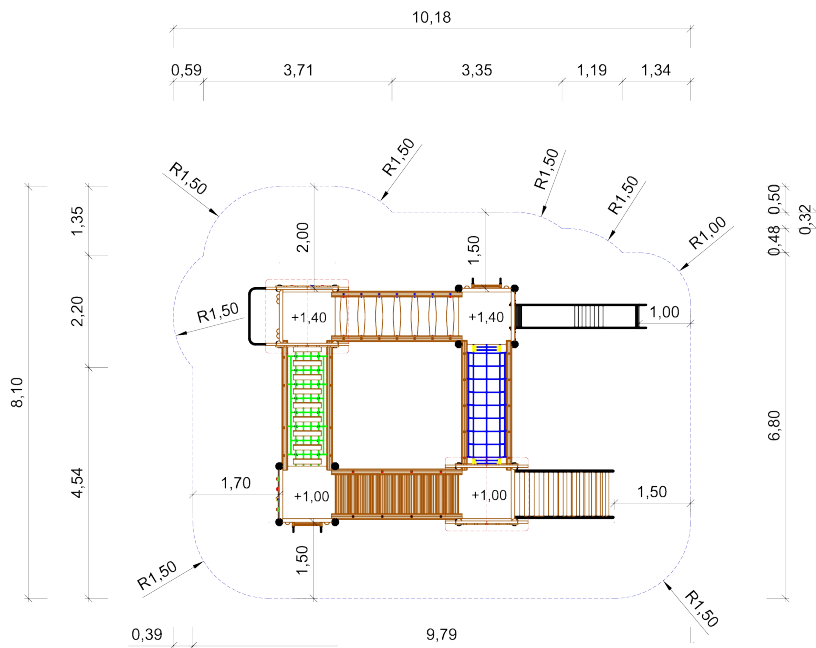 10,18
0,59 3,71 3,35 1,19 1,34
R1,50 R1,50 R1,50 R1,50 R1,00
1,35 2,00 1,50 0,50 0,48 0,32
2,20 R1,50 +1,40 +1,40 1,00
8,10 6,80
4,54 1,70 +1,00 +1,00 1,50
R1,50 1,50 R1,50
0,39 9,79